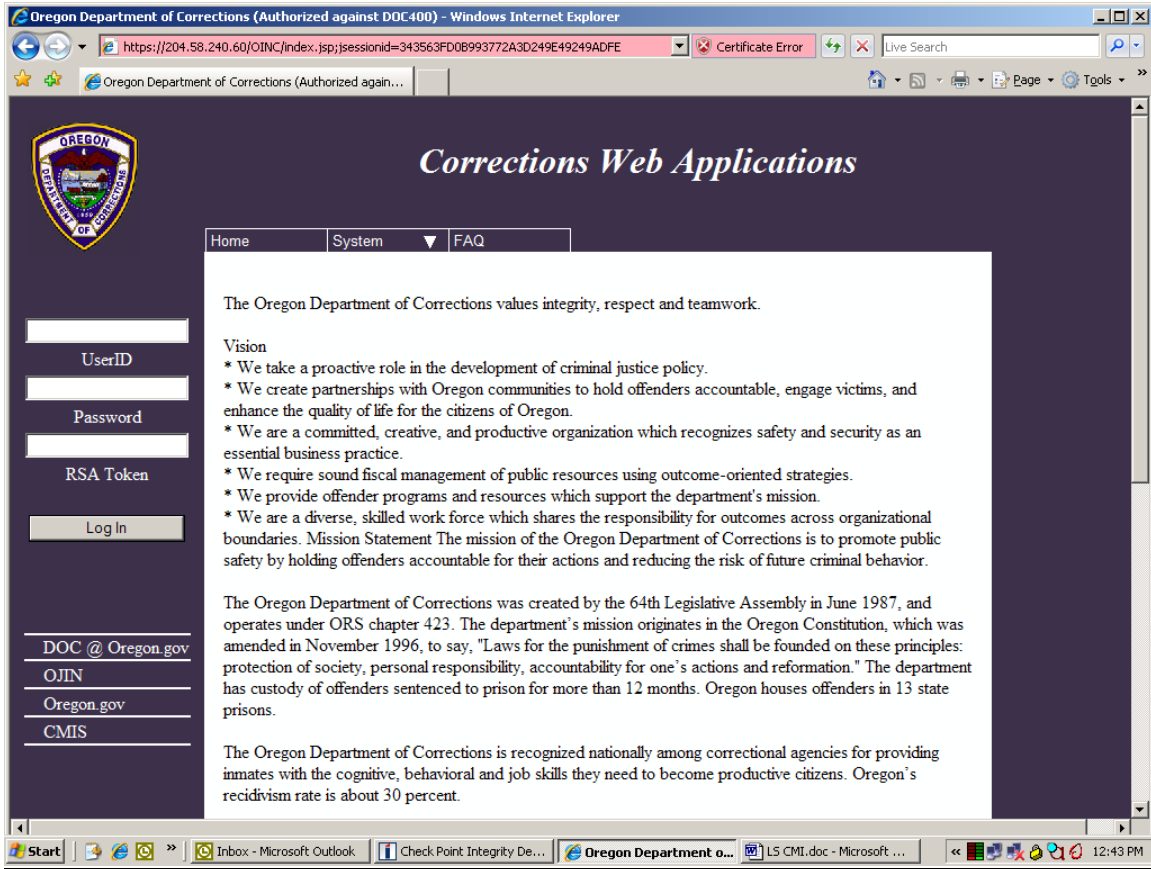 Oregon Department of Corrections (Authorized against DOC400) - Windows Internet Explorer
https://204.58.240.60/OINC/index.jsp;jsessionid=343563FD0B993772A3D249E49249ADFE
Certificate Error
Live Search
Oregon Department of Corrections (Authorized again...
Page
Tools
OREGON
DEPARTMENT
OF
CORRECTIONS
1859
Corrections Web Applications
Home
System
FAQ
UserID
Password
RSA Token
Log In
DOC @ Oregon.gov
OJIN
Oregon.gov
CMIS
The Oregon Department of Corrections values integrity, respect and teamwork.
Vision
* We take a proactive role in the development of criminal justice policy.
* We create partnerships with Oregon communities to hold offenders accountable, engage victims, and
enhance the quality of life for the citizens of Oregon.
* We are a committed, creative, and productive organization which recognizes safety and security as an
essential business practice.
* We require sound fiscal management of public resources using outcome-oriented strategies.
* We provide offender programs and resources which support the department's mission.
* We are a diverse, skilled work force which shares the responsibility for outcomes across organizational
boundaries. Mission Statement The mission of the Oregon Department of Corrections is to promote public
safety by holding offenders accountable for their actions and reducing the risk of future criminal behavior.
The Oregon Department of Corrections was created by the 64th Legislative Assembly in June 1987, and
operates under ORS chapter 423. The department’s mission originates in the Oregon Constitution, which was
amended in November 1996, to say, "Laws for the punishment of crimes shall be founded on these principles:
protection of society, personal responsibility, accountability for one’s actions and reformation." The department
has custody of offenders sentenced to prison for more than 12 months. Oregon houses offenders in 13 state
prisons.
The Oregon Department of Corrections is recognized nationally among correctional agencies for providing
inmates with the cognitive, behavioral and job skills they need to become productive citizens. Oregon’s
recidivism rate is about 30 percent.
Start
Inbox - Microsoft Outlook
Check Point Integrity De...
Oregon Department o...
LS CMI.doc - Microsoft ...
12:43 PM